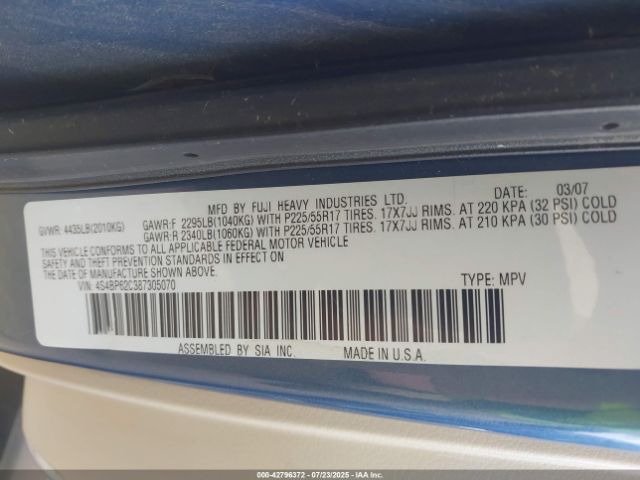 MFD BY FUJI HEAVY INDUSTRIES LTD. DATE: 03/07
GVWR: 4435LB(2010KG) GAWR:F 2295LB(1040KG) WITH P225/55R17 TIRES. 17X7JJ RIMS. AT 220 KPA (32 PSI) COLD
GAWR:R 2340LB(1060KG) WITH P225/55R17 TIRES. 17X7JJ RIMS. AT 210 KPA (30 PSI) COLD
THIS VEHICLE CONFORMS TO ALL APPLICABLE FEDERAL MOTOR VEHICLE
SAFETY AND THEFT PREVENTION STANDARDS IN EFFECT ON
THE DATE OF MANUFACTURE SHOWN ABOVE.
VIN: 4S4BP62C387305070 TYPE: MPV
ASSEMBLED BY SIA INC. MADE IN U.S.A.
000-42796372 | 07/23/2025 | IAAI.COM